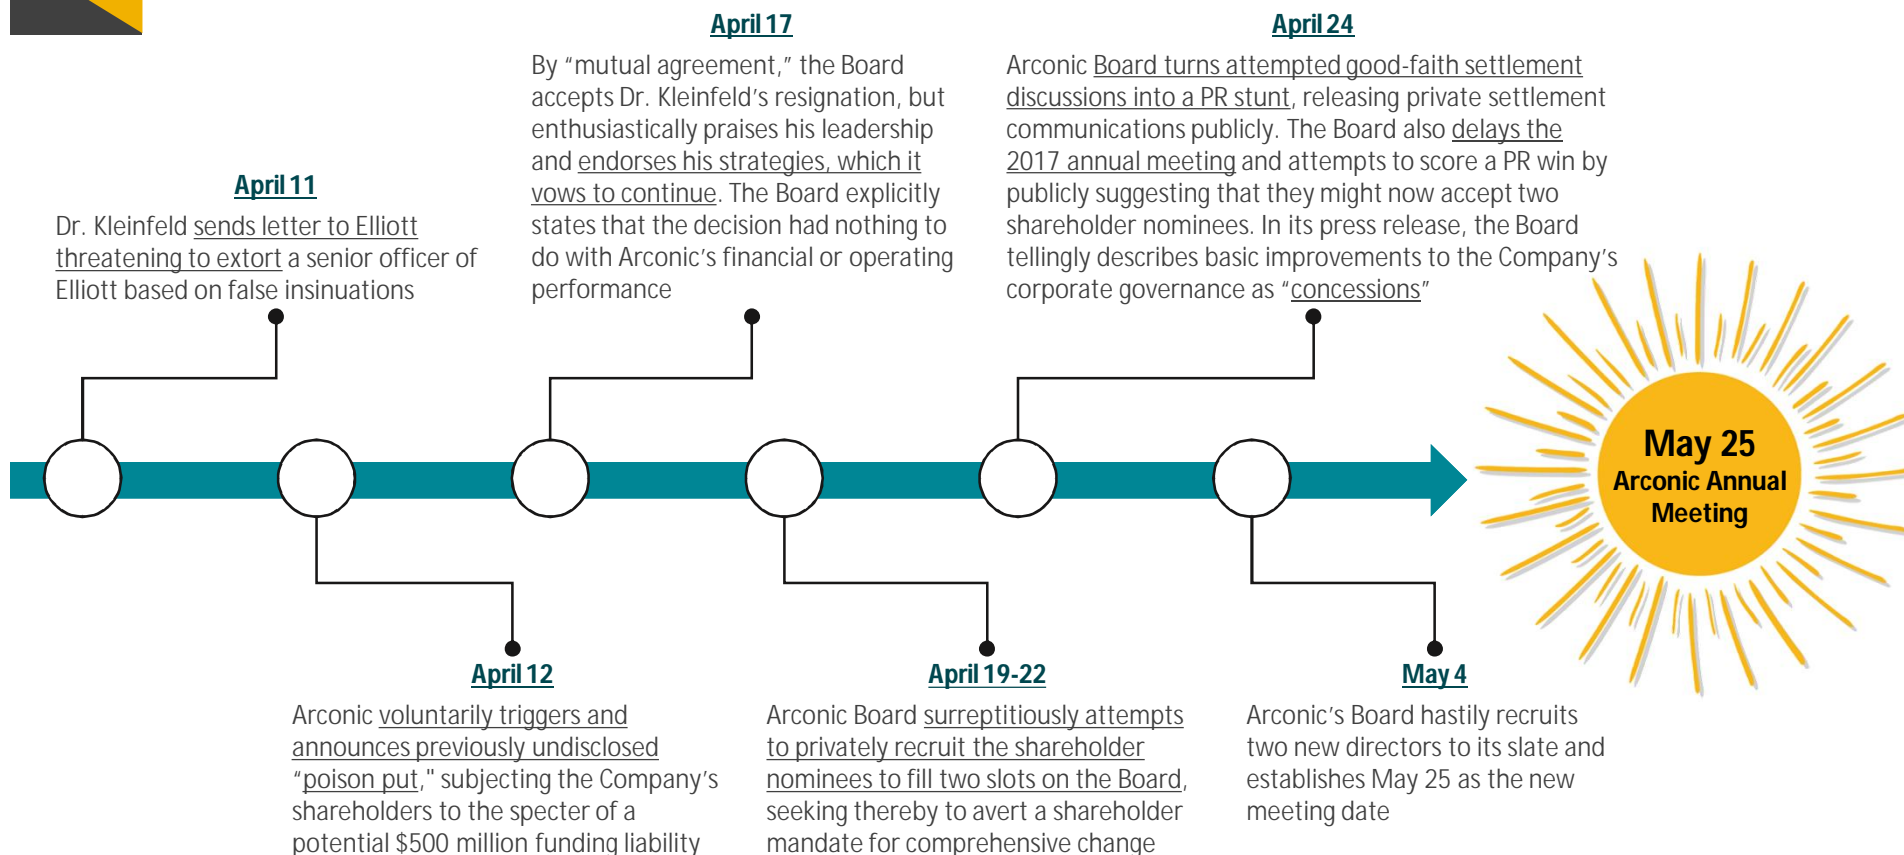 April 11
Dr. Kleinfeld sends letter to Elliott
threatening to extort a senior officer of
Elliott based on false insinuations
April 17
By “mutual agreement,” the Board
accepts Dr. Kleinfeld’s resignation, but
enthusiastically praises his leadership
and endorses his strategies, which it
vows to continue. The Board explicitly
states that the decision had nothing to
do with Arconic’s financial or operating
performance
April 24
Arconic Board turns attempted good-faith settlement
discussions into a PR stunt, releasing private settlement
communications publicly. The Board also delays the
2017 annual meeting and attempts to score a PR win by
publicly suggesting that they might now accept two
shareholder nominees. In its press release, the Board
tellingly describes basic improvements to the Company’s
corporate governance as “concessions”
May 25
Arconic Annual
Meeting
April 12
Arconic voluntarily triggers and
announces previously undisclosed
“poison put," subjecting the Company’s
shareholders to the specter of a
potential $500 million funding liability
April 19-22
Arconic Board surreptitiously attempts
to privately recruit the shareholder
nominees to fill two slots on the Board,
seeking thereby to avert a shareholder
mandate for comprehensive change
May 4
Arconic’s Board hastily recruits
two new directors to its slate and
establishes May 25 as the new
meeting date